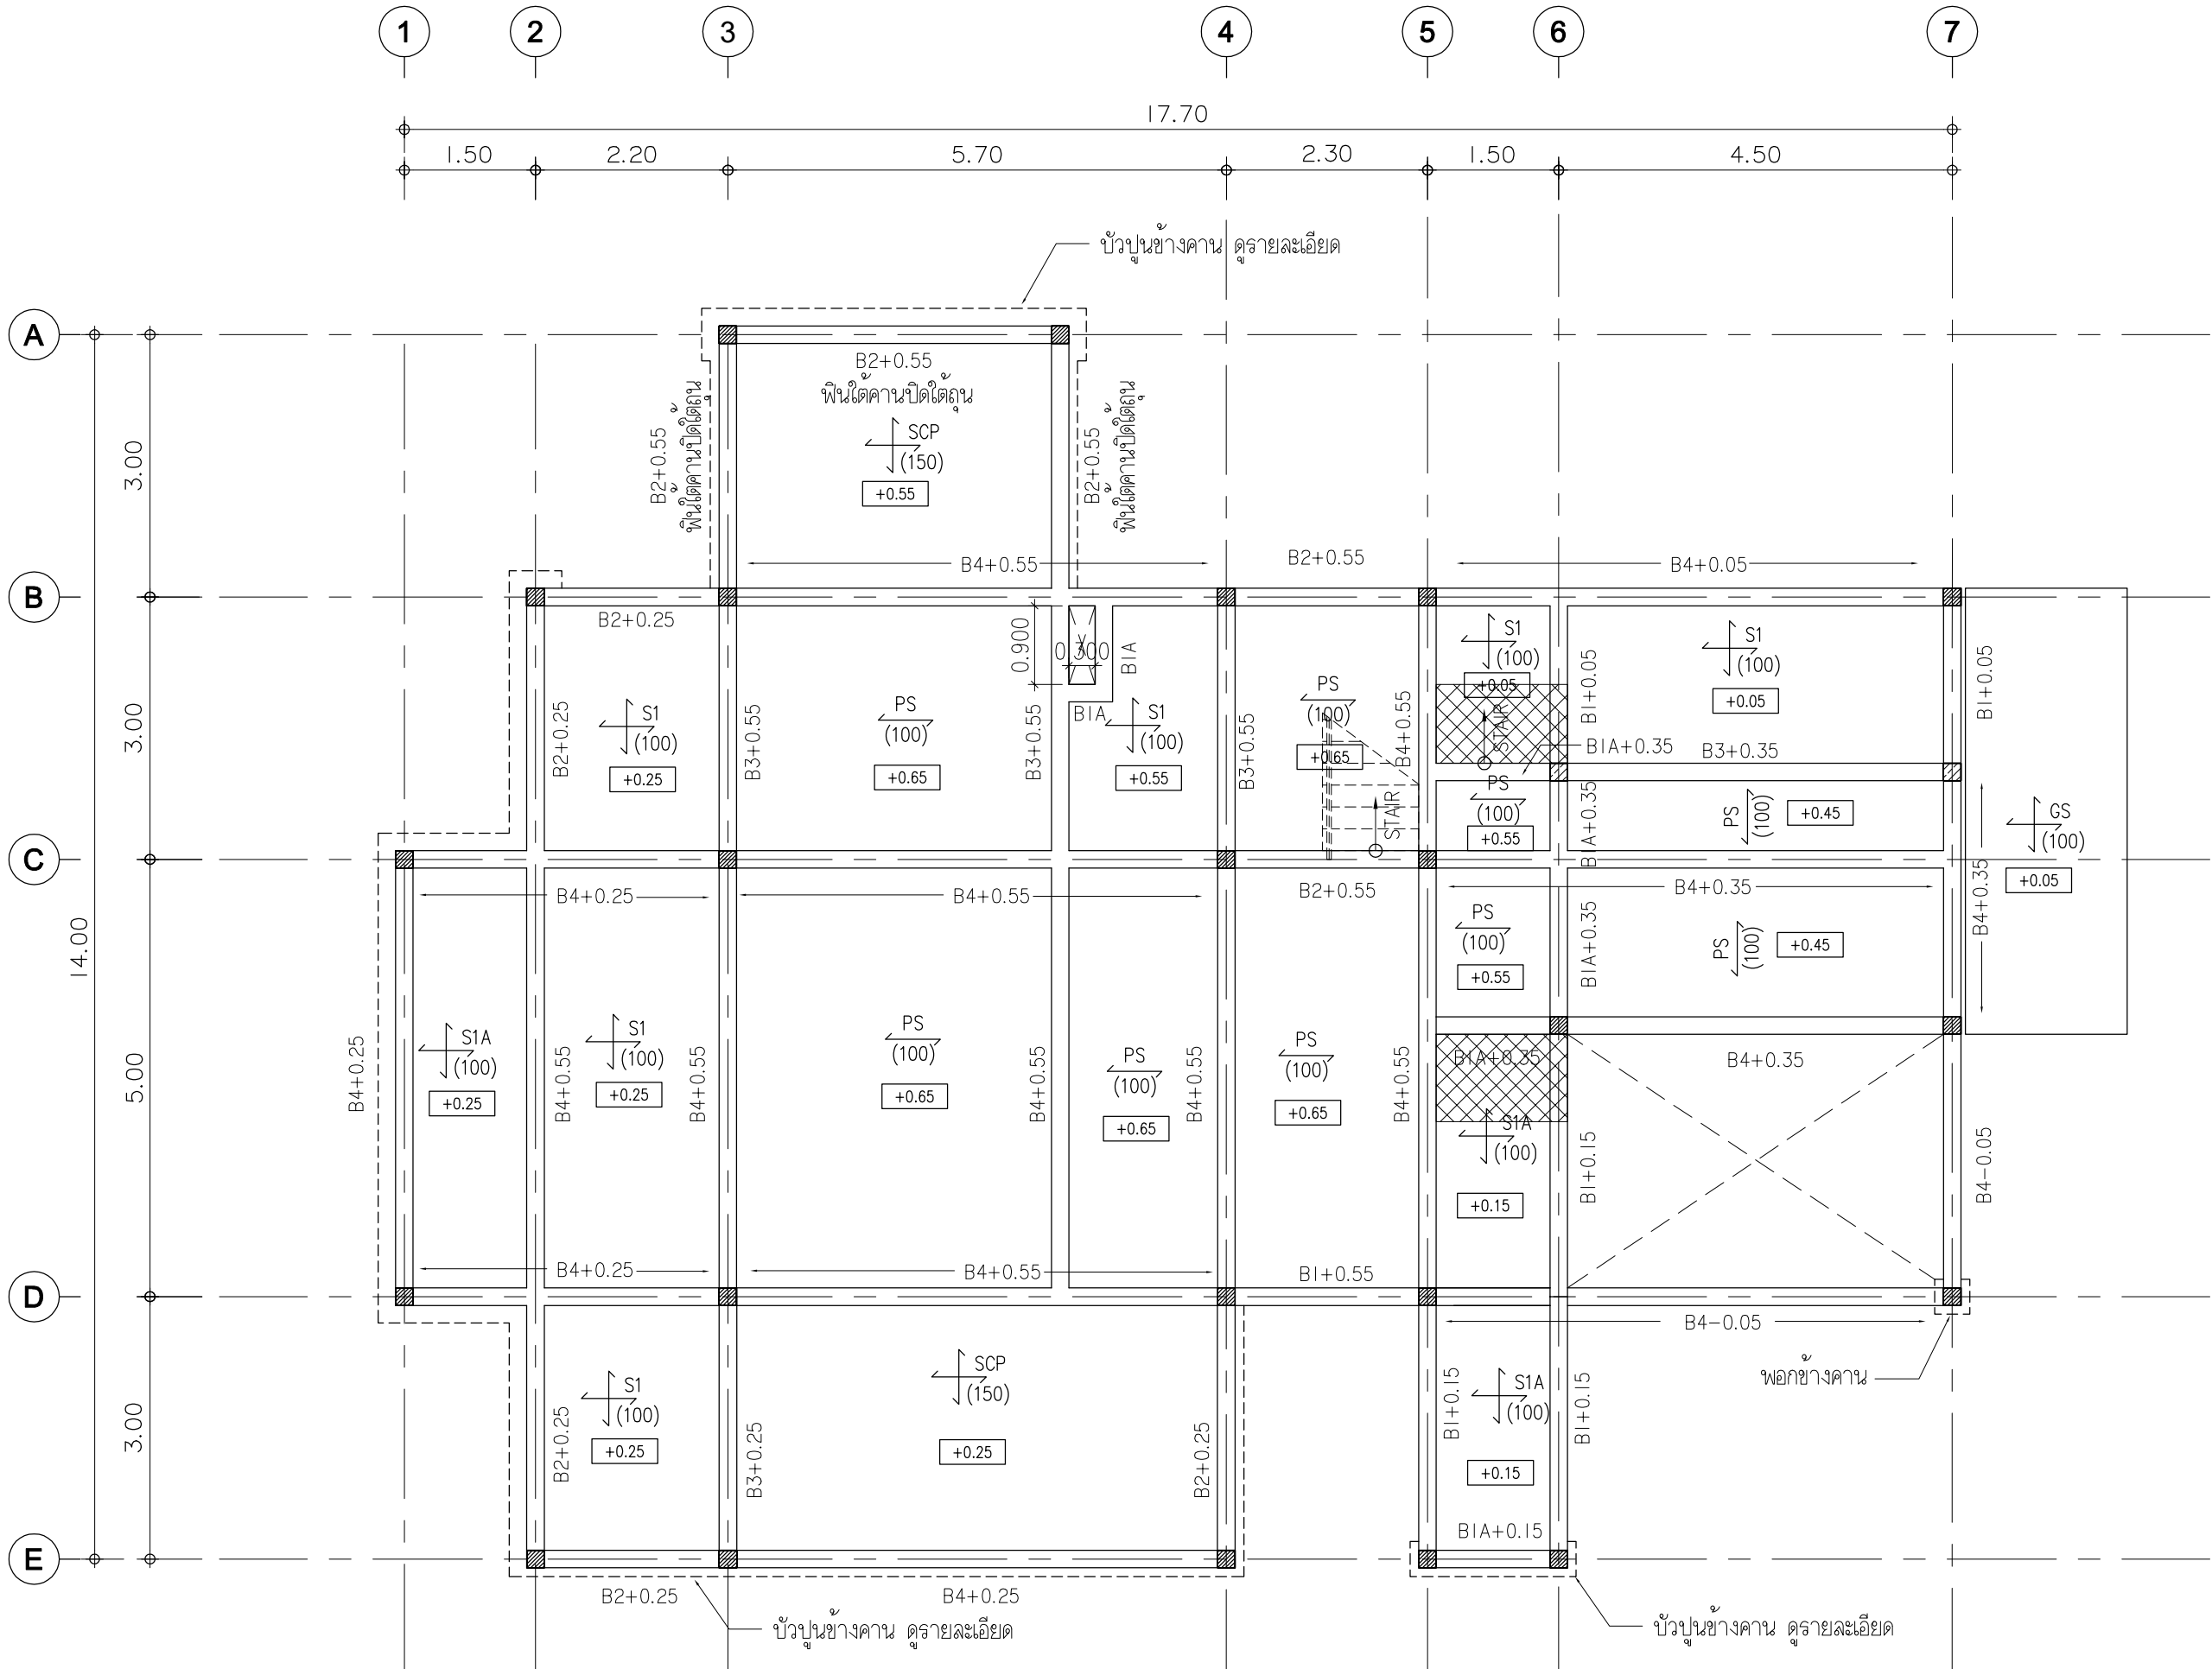 1 2 3 4 5 6 7
17.70
1.50 2.20 5.70 2.30 1.50 4.50
บัวปูนข้างคาน ดูรายละเอียด
A
B2+0.55
ฟินใต้คานปิดใต้ถุน
SCP
(150)
+0.55
B2+0.55
ฟินใต้คานปิดใต้ถุน
B2+0.55
ฟินใต้คานปิดใต้ถุน
3.00
B4+0.55
B2+0.55
B4+0.05
B
B2+0.25
0.900
0.300
B1A
B1A
S1
(100)
+0.05
S1
(100)
+0.05
B1+0.05
B1+0.05
3.00
B2+0.25
S1
(100)
+0.25
B3+0.55
PS
(100)
+0.65
B3+0.55
S1
(100)
+0.55
B3+0.55
PS
(100)
+0.65
B4+0.55
STAIR
STAIR
B1A+0.35
B3+0.35
PS
(100)
+0.55
B1A+0.35
PS
(100)
+0.45
GS
(100)
+0.05
C
B4+0.25
B4+0.55
B2+0.55
B4+0.35
B4+0.35
14.00
5.00
B4+0.25
S1A
(100)
+0.25
B4+0.55
S1
(100)
+0.25
B4+0.55
PS
(100)
+0.65
B4+0.55
PS
(100)
+0.65
B4+0.55
PS
(100)
+0.65
B4+0.55
PS
(100)
+0.55
B1A+0.35
PS
(100)
+0.45
B1A+0.35
B4+0.35
S1A
(100)
+0.15
B1+0.15
B4-0.05
B4+0.25
B4+0.55
B1+0.55
D
B4-0.05
พอกข้างคาน
3.00
B2+0.25
S1
(100)
+0.25
B3+0.25
SCP
(150)
+0.25
B2+0.25
B1+0.15
S1A
(100)
+0.15
B1+0.15
B1A+0.15
E
B2+0.25
B4+0.25
บัวปูนข้างคาน ดูรายละเอียด
บัวปูนข้างคาน ดูรายละเอียด